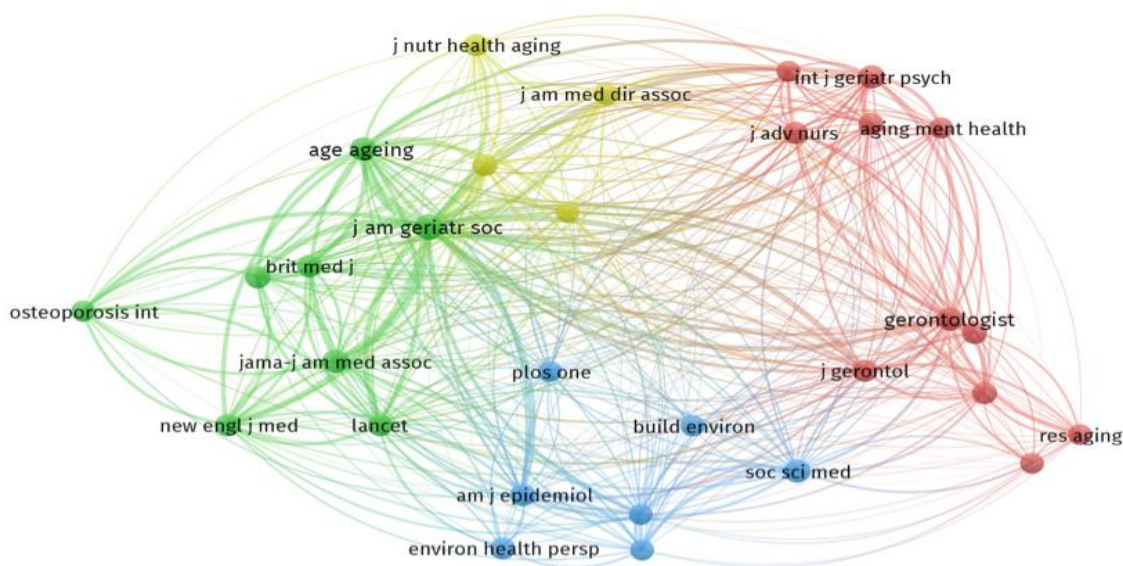 j nutr health aging
int j geriatr psych
j am med dir assoc
j adv nurs
aging ment health
age ageing
j am geriatr soc
brit med j
osteoporosis int
gerontologist
jama-j am med assoc
plos one
j gerontol
new engl j med
lancet
build environ
res aging
soc sci med
am j epidemiol
environ health persp